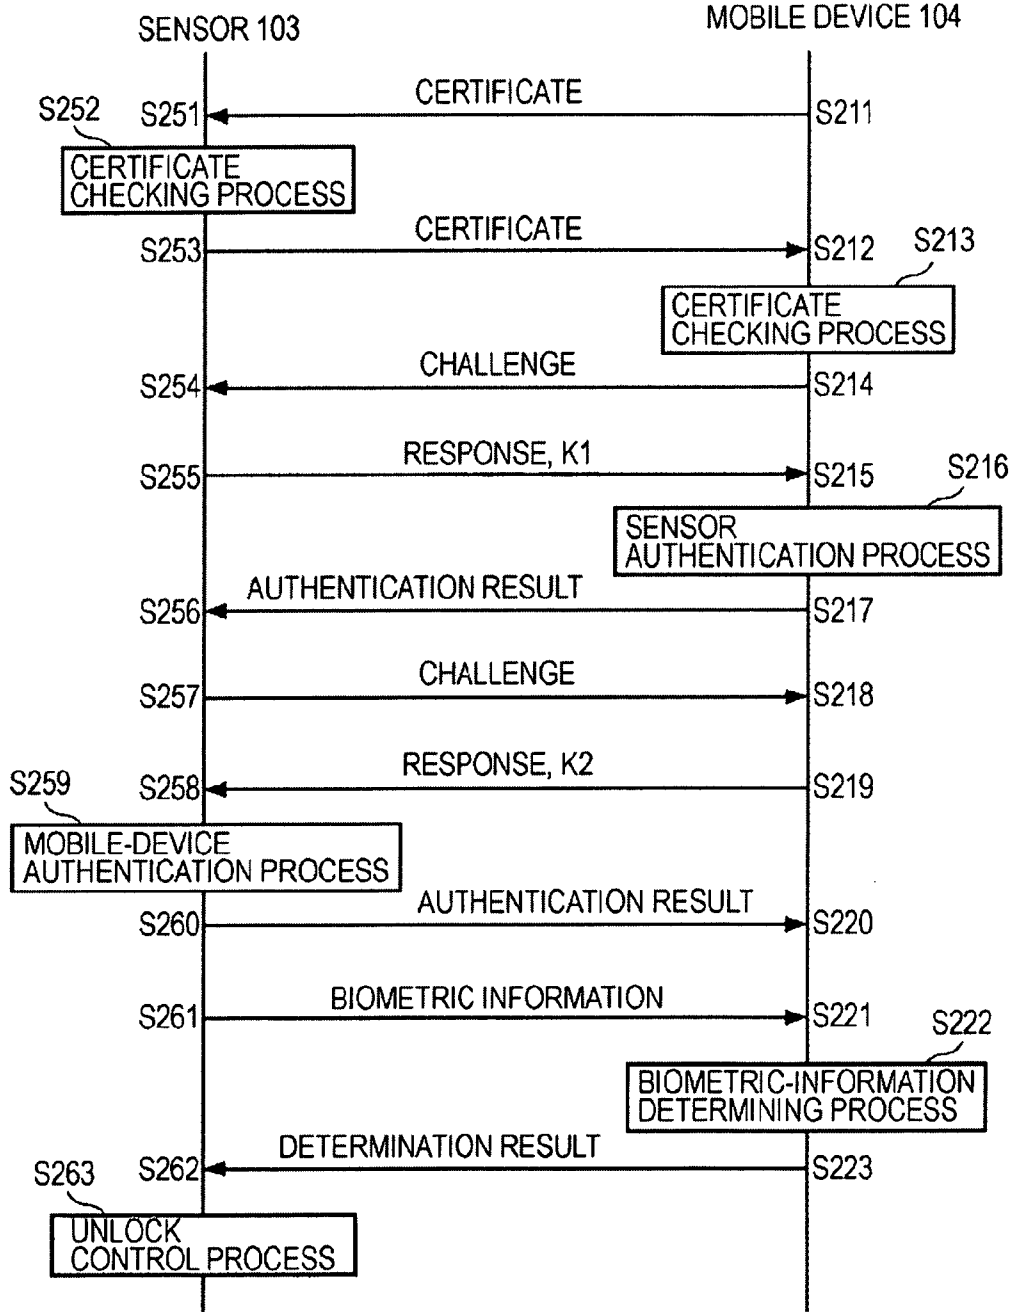 SENSOR 103
MOBILE DEVICE 104
CERTIFICATE
S251
S211
S252
CERTIFICATE
CHECKING PROCESS
CERTIFICATE
S253
S212
S213
CERTIFICATE
CHECKING PROCESS
CHALLENGE
S254
S214
RESPONSE, K1
S255
S215
S216
SENSOR
AUTHENTICATION PROCESS
AUTHENTICATION RESULT
S256
S217
CHALLENGE
S257
S218
RESPONSE, K2
S258
S219
S259
MOBILE-DEVICE
AUTHENTICATION PROCESS
AUTHENTICATION RESULT
S260
S220
BIOMETRIC INFORMATION
S261
S221
S222
BIOMETRIC-INFORMATION
DETERMINING PROCESS
DETERMINATION RESULT
S262
S223
S263
UNLOCK
CONTROL PROCESS